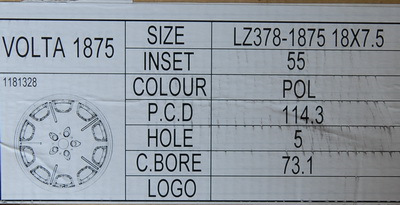 VOLTA 1875
1181328
SIZE LZ378-1875 18X7.5
INSET 55
COLOUR POL
P.C.D 114.3
HOLE 5
C.BORE 73.1
LOGO